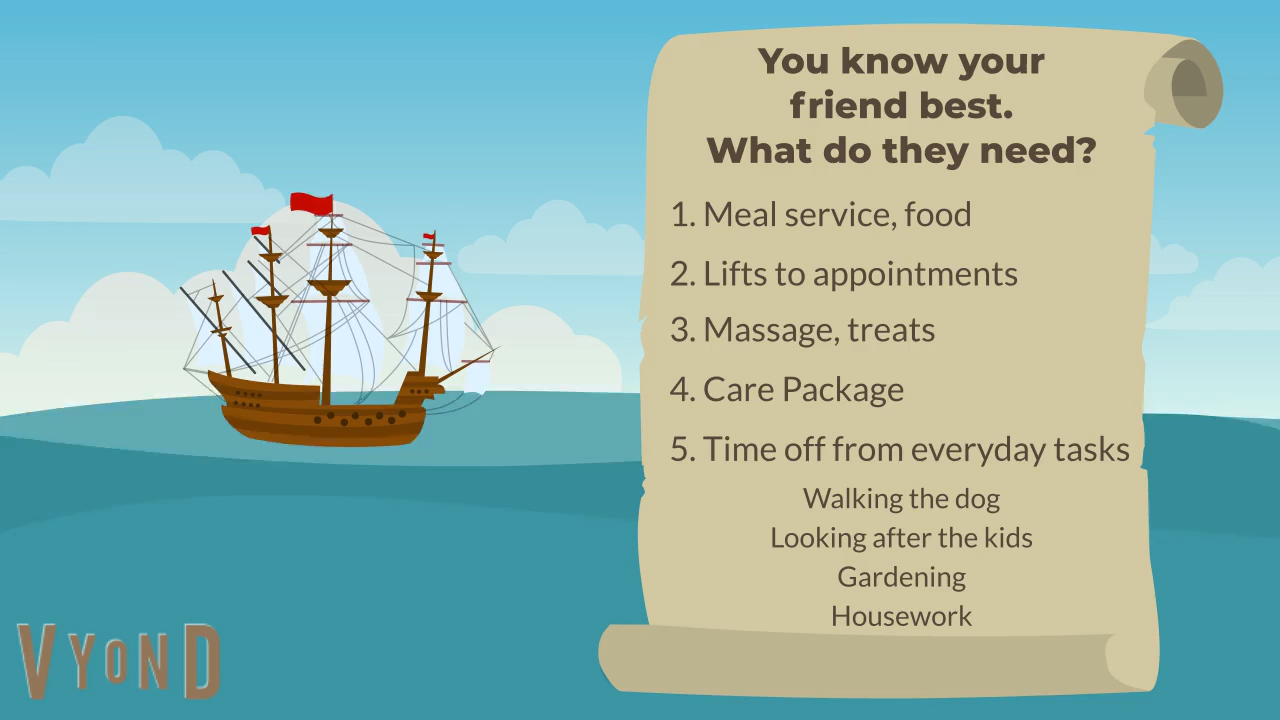 You know your
friend best.
What do they need?
1. Meal service, food
2. Lifts to appointments
3. Massage, treats
4. Care Package
5. Time off from everyday tasks
Walking the dog
Looking after the kids
Gardening
Housework
VYOND